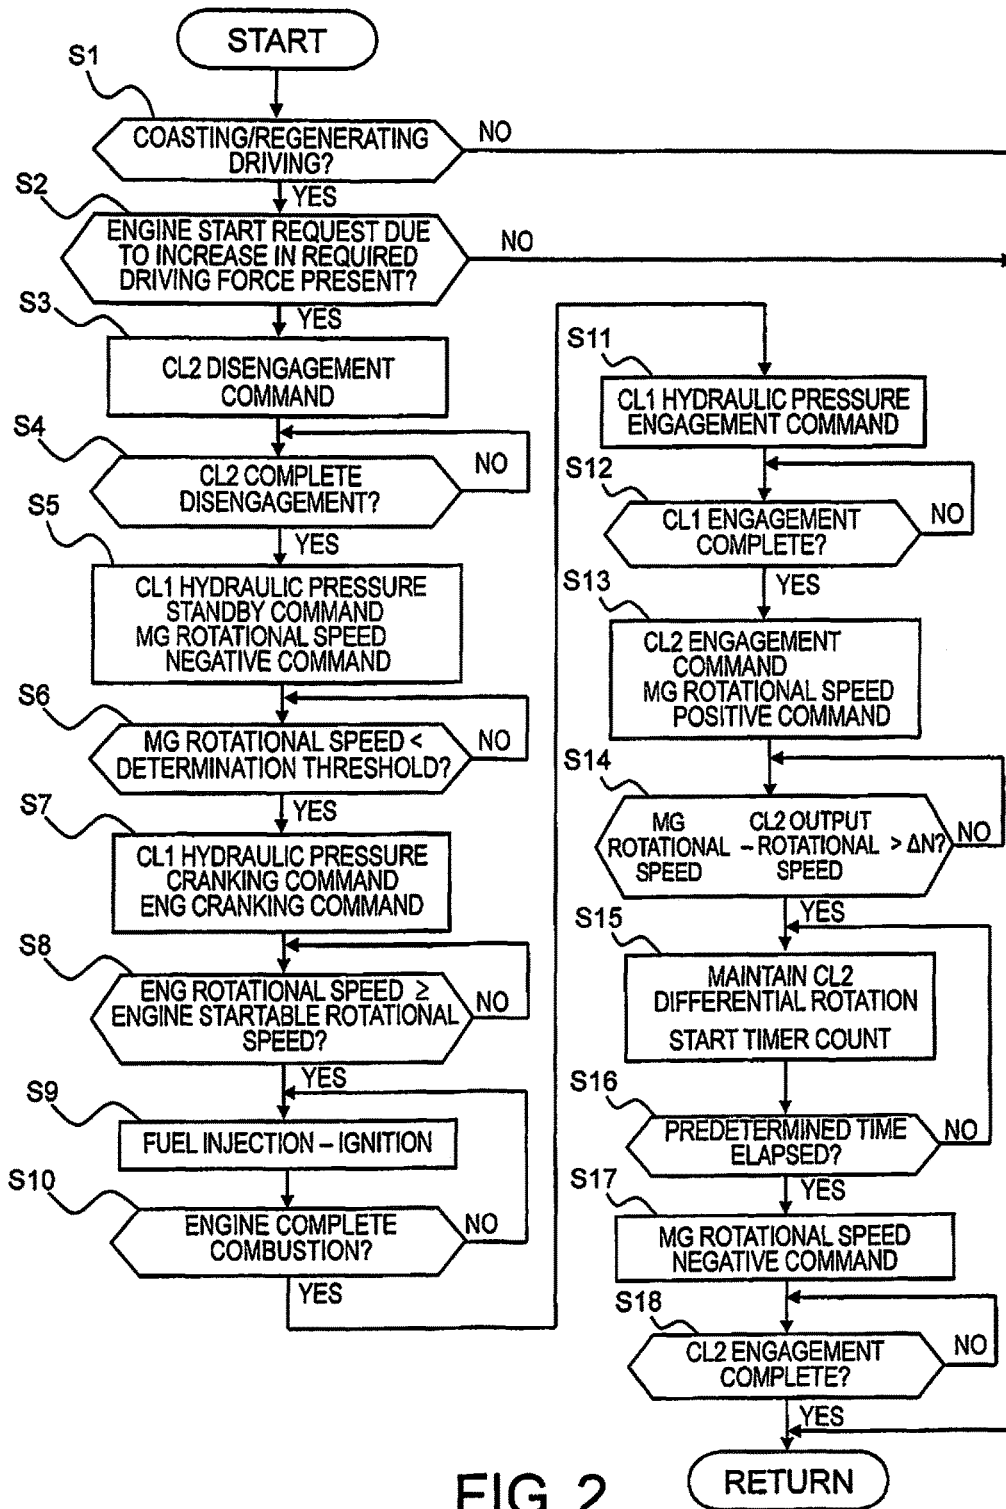 START
S1
COASTING/REGENERATING
DRIVING?
NO
YES
S2
ENGINE START REQUEST DUE
TO INCREASE IN REQUIRED
DRIVING FORCE PRESENT?
NO
YES
S3
CL2 DISENGAGEMENT
COMMAND
S4
CL2 COMPLETE
DISENGAGEMENT?
NO
YES
S5
CL1 HYDRAULIC PRESSURE
STANDBY COMMAND
MG ROTATIONAL SPEED
NEGATIVE COMMAND
S6
MG ROTATIONAL SPEED <
DETERMINATION THRESHOLD?
NO
YES
S7
CL1 HYDRAULIC PRESSURE
CRANKING COMMAND
ENG CRANKING COMMAND
S8
ENG ROTATIONAL SPEED ≥
ENGINE STARTABLE ROTATIONAL
SPEED?
NO
YES
S9
FUEL INJECTION – IGNITION
S10
ENGINE COMPLETE
COMBUSTION?
NO
YES
S11
CL1 HYDRAULIC PRESSURE
ENGAGEMENT COMMAND
S12
CL1 ENGAGEMENT
COMPLETE?
NO
YES
S13
CL2 ENGAGEMENT
COMMAND
MG ROTATIONAL SPEED
POSITIVE COMMAND
S14
MG CL2 OUTPUT
ROTATIONAL – ROTATIONAL > ΔN?
SPEED SPEED
NO
YES
S15
MAINTAIN CL2
DIFFERENTIAL ROTATION
START TIMER COUNT
S16
PREDETERMINED TIME
ELAPSED?
NO
YES
S17
MG ROTATIONAL SPEED
NEGATIVE COMMAND
S18
CL2 ENGAGEMENT
COMPLETE?
NO
YES
RETURN
FIG. 2